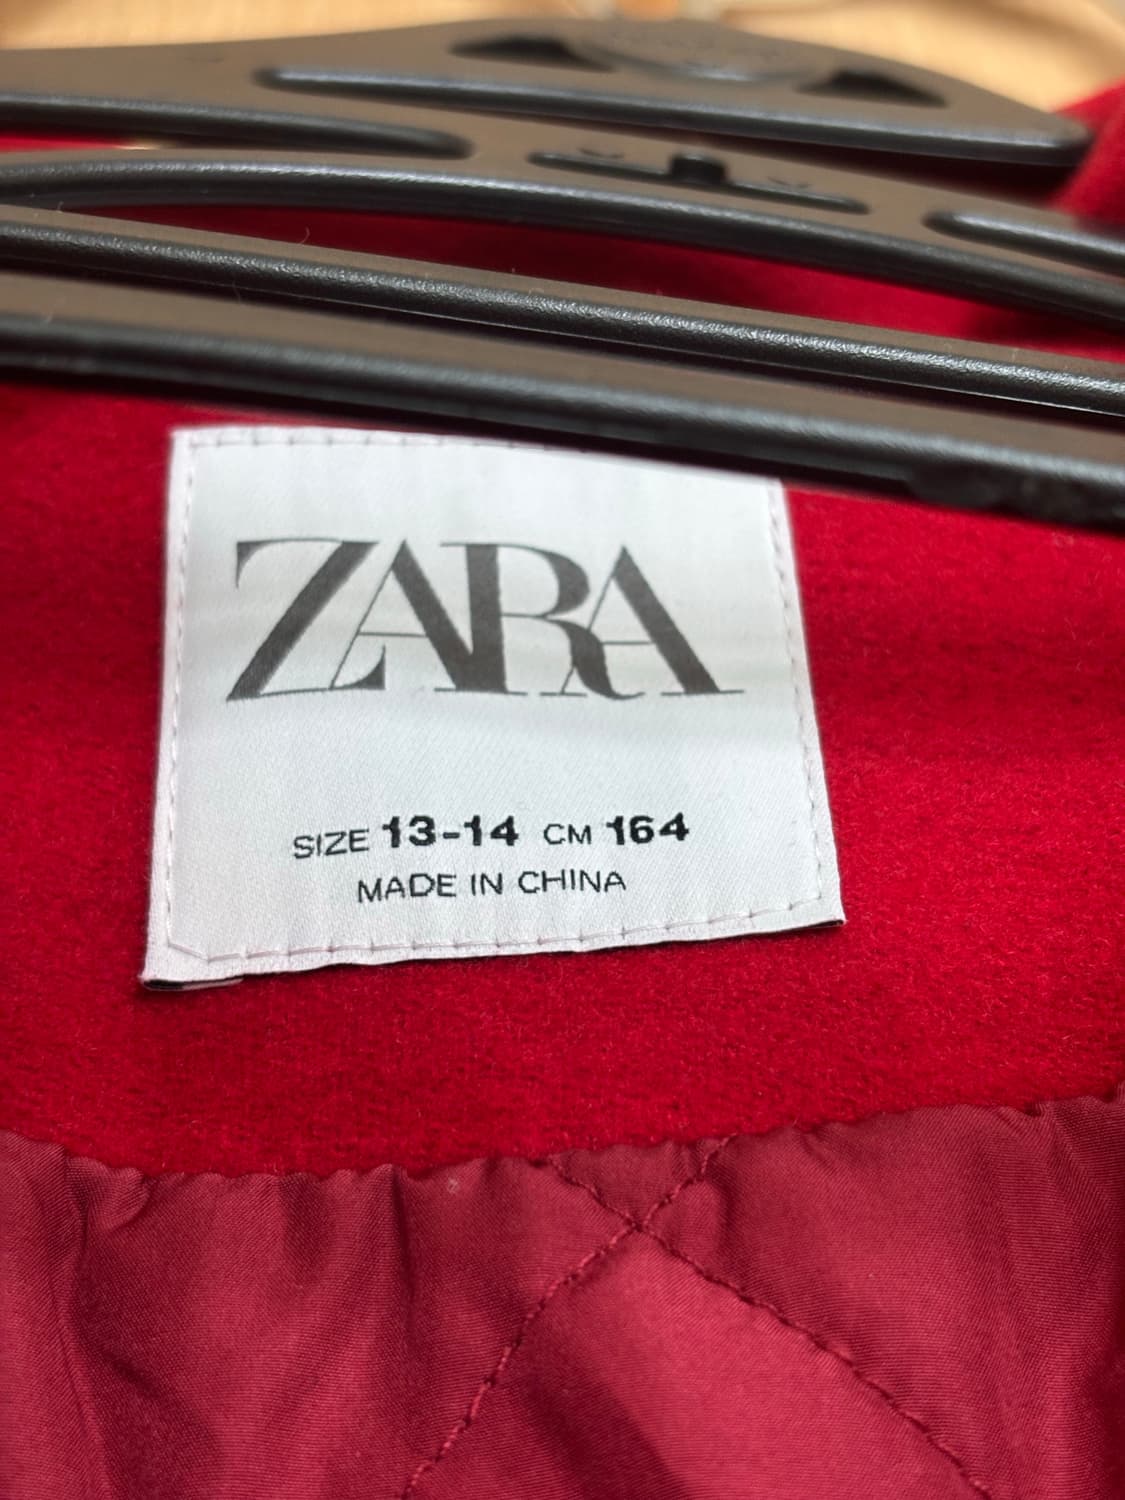 ZARA
SIZE 13-14 CM 164
MADE IN CHINA